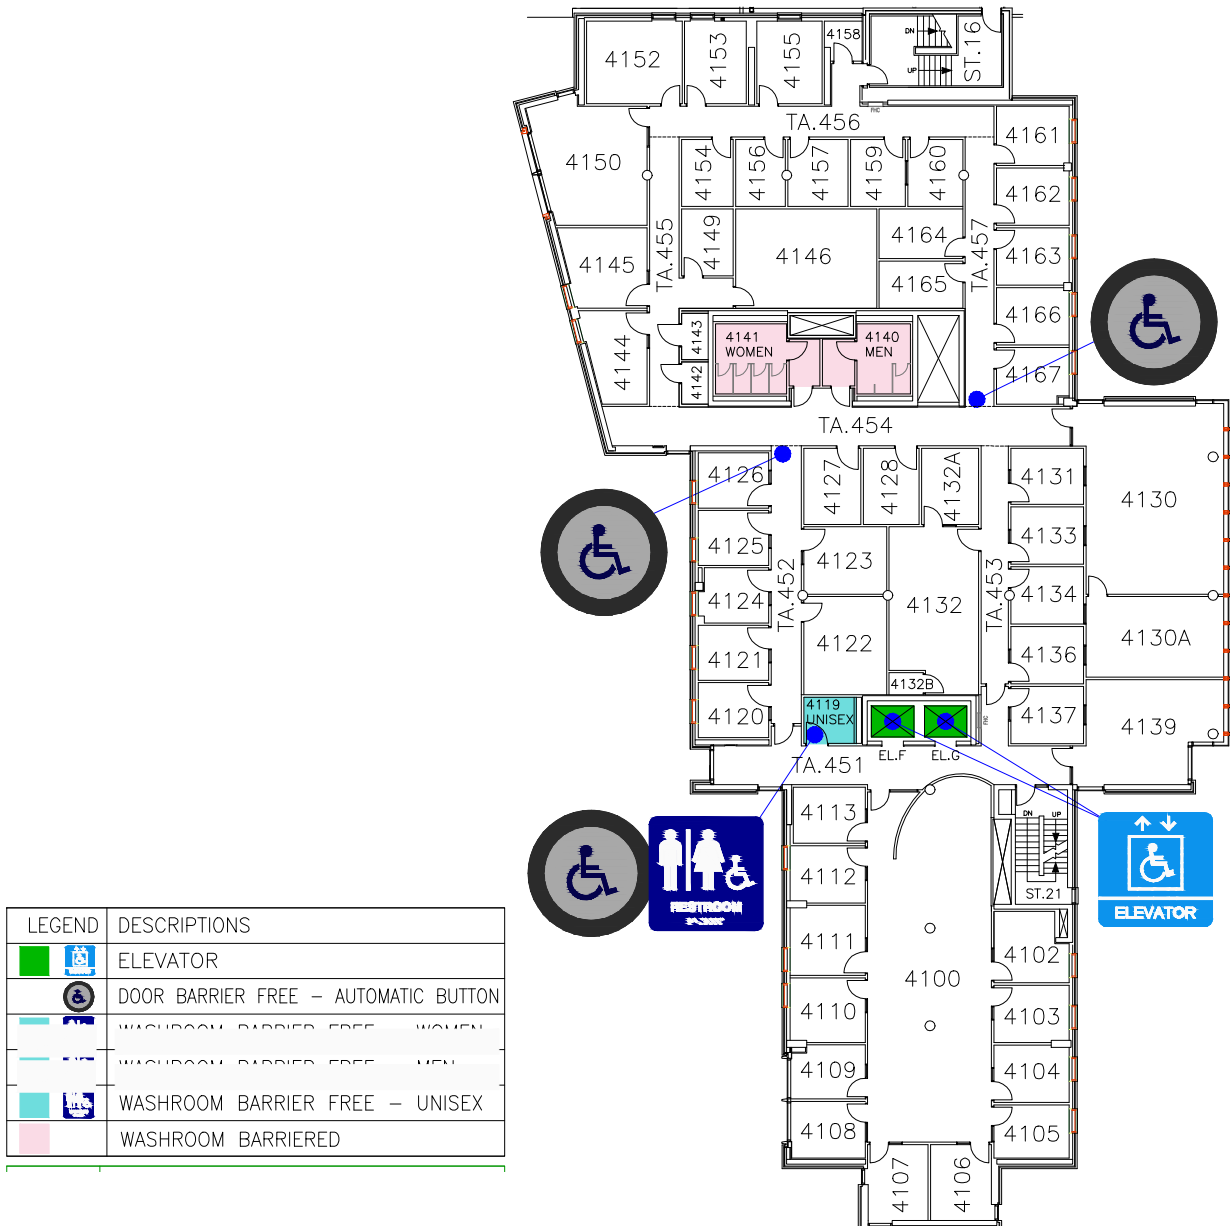 4152
4153
4155
4158
DN
UP
ST.16
FHC
TA.456
4150
4154
4156
4157
4159
4160
4161
4162
4145
TA.455
4149
4146
4164
4165
TA.457
4163
4166
4144
4143
4142
4141
WOMEN
4140
MEN
4167
TA.454
4126
4127
4128
4132A
4131
4130
4125
4123
4133
4124
TA.452
4132
TA.453
4134
4121
4122
4136
4130A
4132B
4120
4119
UNISEX
FHC
4137
4139
EL.F
EL.G
TA.451
4113
DN
UP
4112
ST.21
RESTROOM
ELEVATOR
4111
4100
4102
4110
4103
4109
4104
4108
4105
4107
4106
LEGEND
DESCRIPTIONS
ELEVATOR
DOOR BARRIER FREE – AUTOMATIC BUTTON
WASHROOM BARRIER FREE – UNISEX
WASHROOM BARRIERED